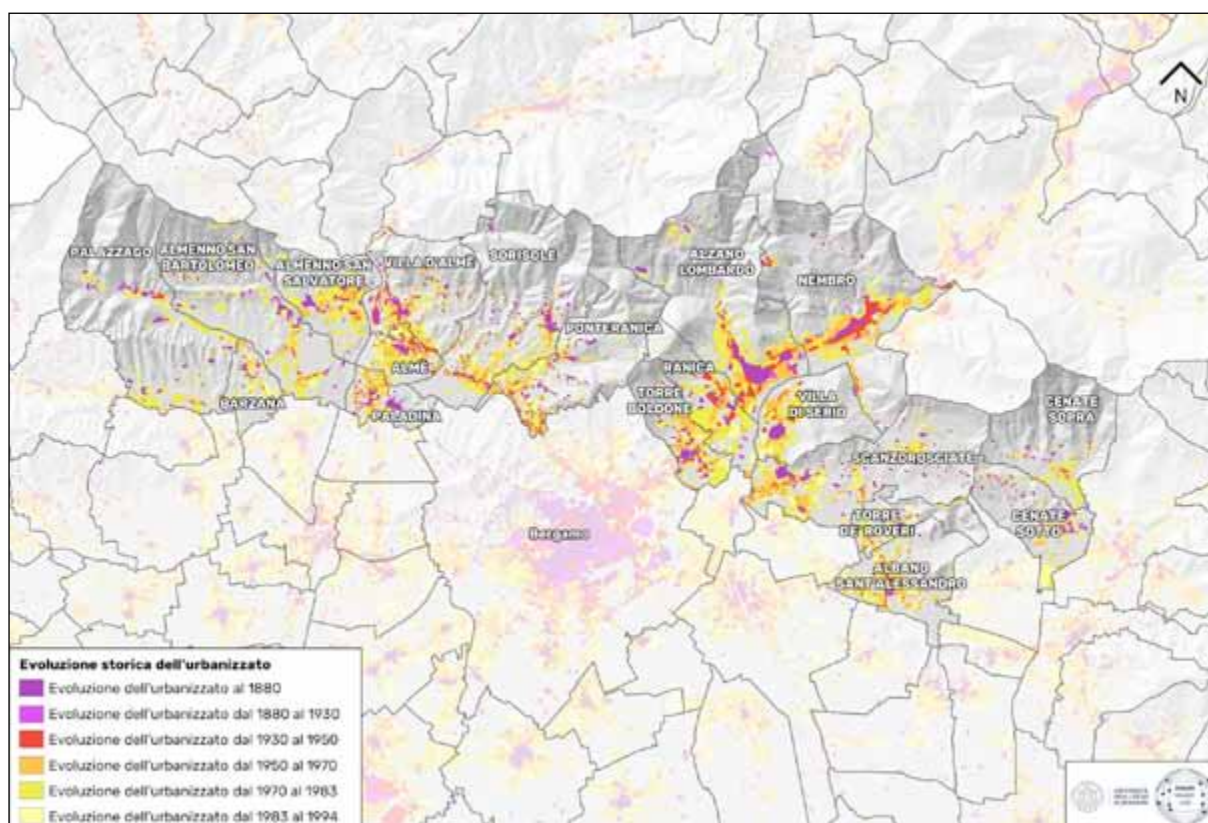 N
PALAZZAGO
ALMENNO SAN
BARTOLOMEO
ALMENNO SAN
SALVATORE
VILLA D'ALMÈ
SORISOLE
ALZANO
LOMBARDO
NEMBRO
PONTERANICA
ALMÈ
RANICA
BARZANA
PALADINA
TORRE
BOLDONE
VILLA
DI SERIO
CENATE
SOPRA
SCANZOROSCIATE
TORRE
DE' ROVERI
CENATE
SOTTO
Bergamo
ALBANO
SANT'ALESSANDRO
Evoluzione storica dell'urbanizzato
Evoluzione dell'urbanizzato al 1880
Evoluzione dell'urbanizzato dal 1880 al 1930
Evoluzione dell'urbanizzato dal 1930 al 1950
Evoluzione dell'urbanizzato dal 1950 al 1970
Evoluzione dell'urbanizzato dal 1970 al 1983
Evoluzione dell'urbanizzato dal 1983 al 1994